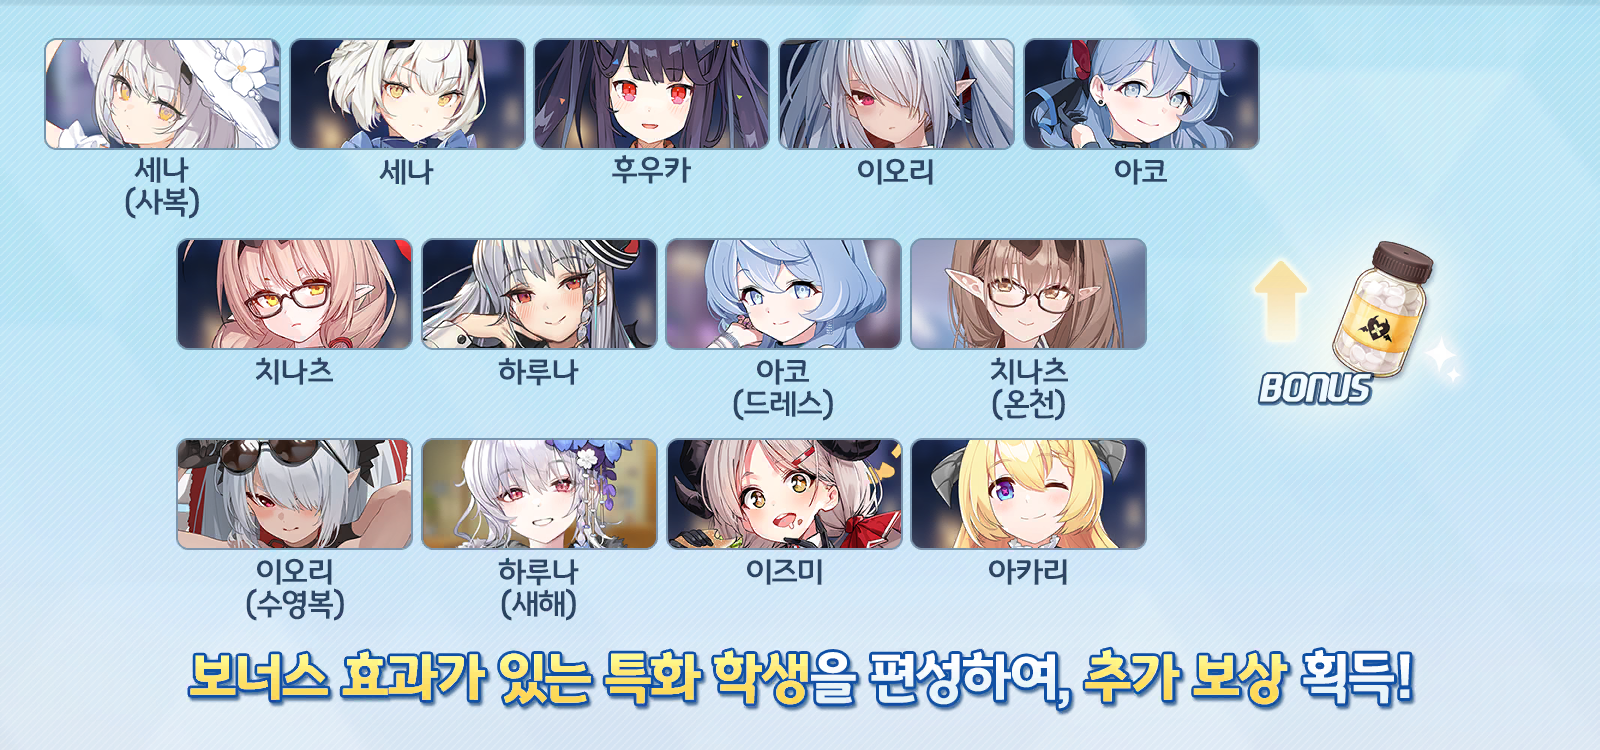 세나
(사복)
세나
후우카
이오리
아코
치나츠
하루나
아코
(드레스)
치나츠
(온천)
BONUS
이오리
(수영복)
하루나
(새해)
이즈미
아카리
보너스 효과가 있는 특화 학생을 편성하여, 추가 보상 획득!